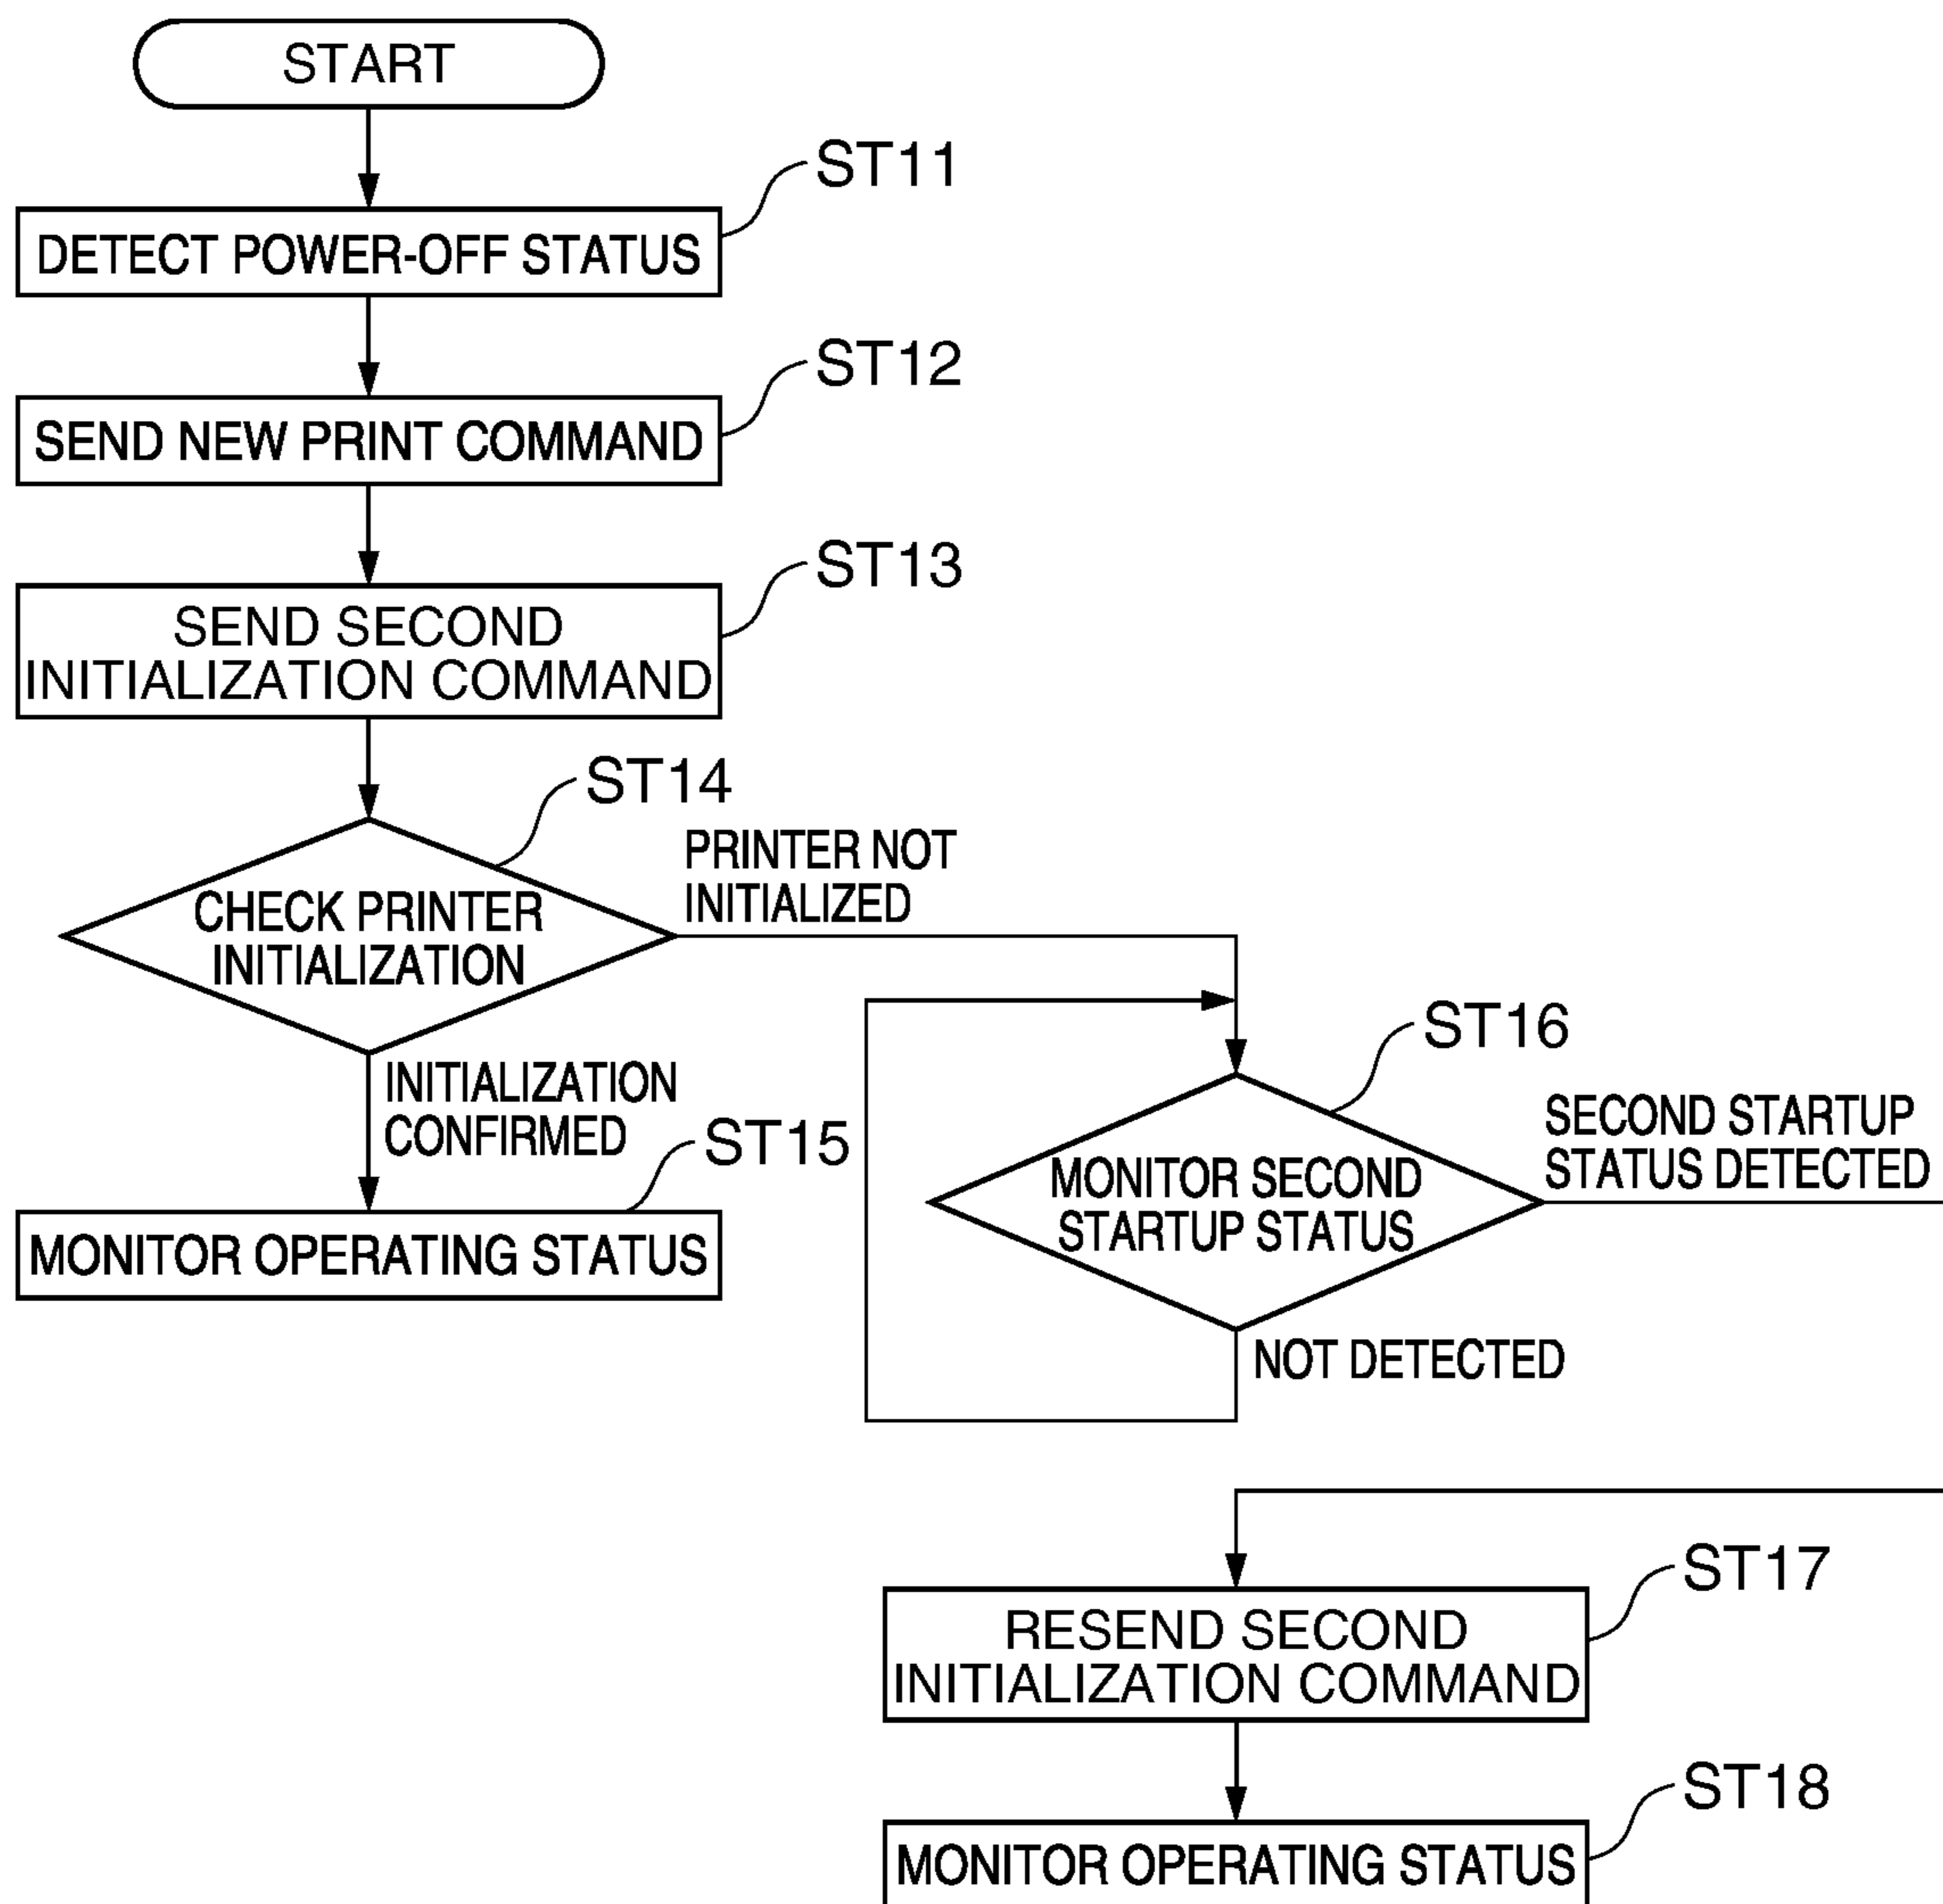 START
ST11
DETECT POWER-OFF STATUS
ST12
SEND NEW PRINT COMMAND
ST13
SEND SECOND
INITIALIZATION COMMAND
ST14
CHECK PRINTER
INITIALIZATION
PRINTER NOT
INITIALIZED
INITIALIZATION
CONFIRMED
ST15
MONITOR OPERATING STATUS
ST16
MONITOR SECOND
STARTUP STATUS
SECOND STARTUP
STATUS DETECTED
NOT DETECTED
ST17
RESEND SECOND
INITIALIZATION COMMAND
ST18
MONITOR OPERATING STATUS